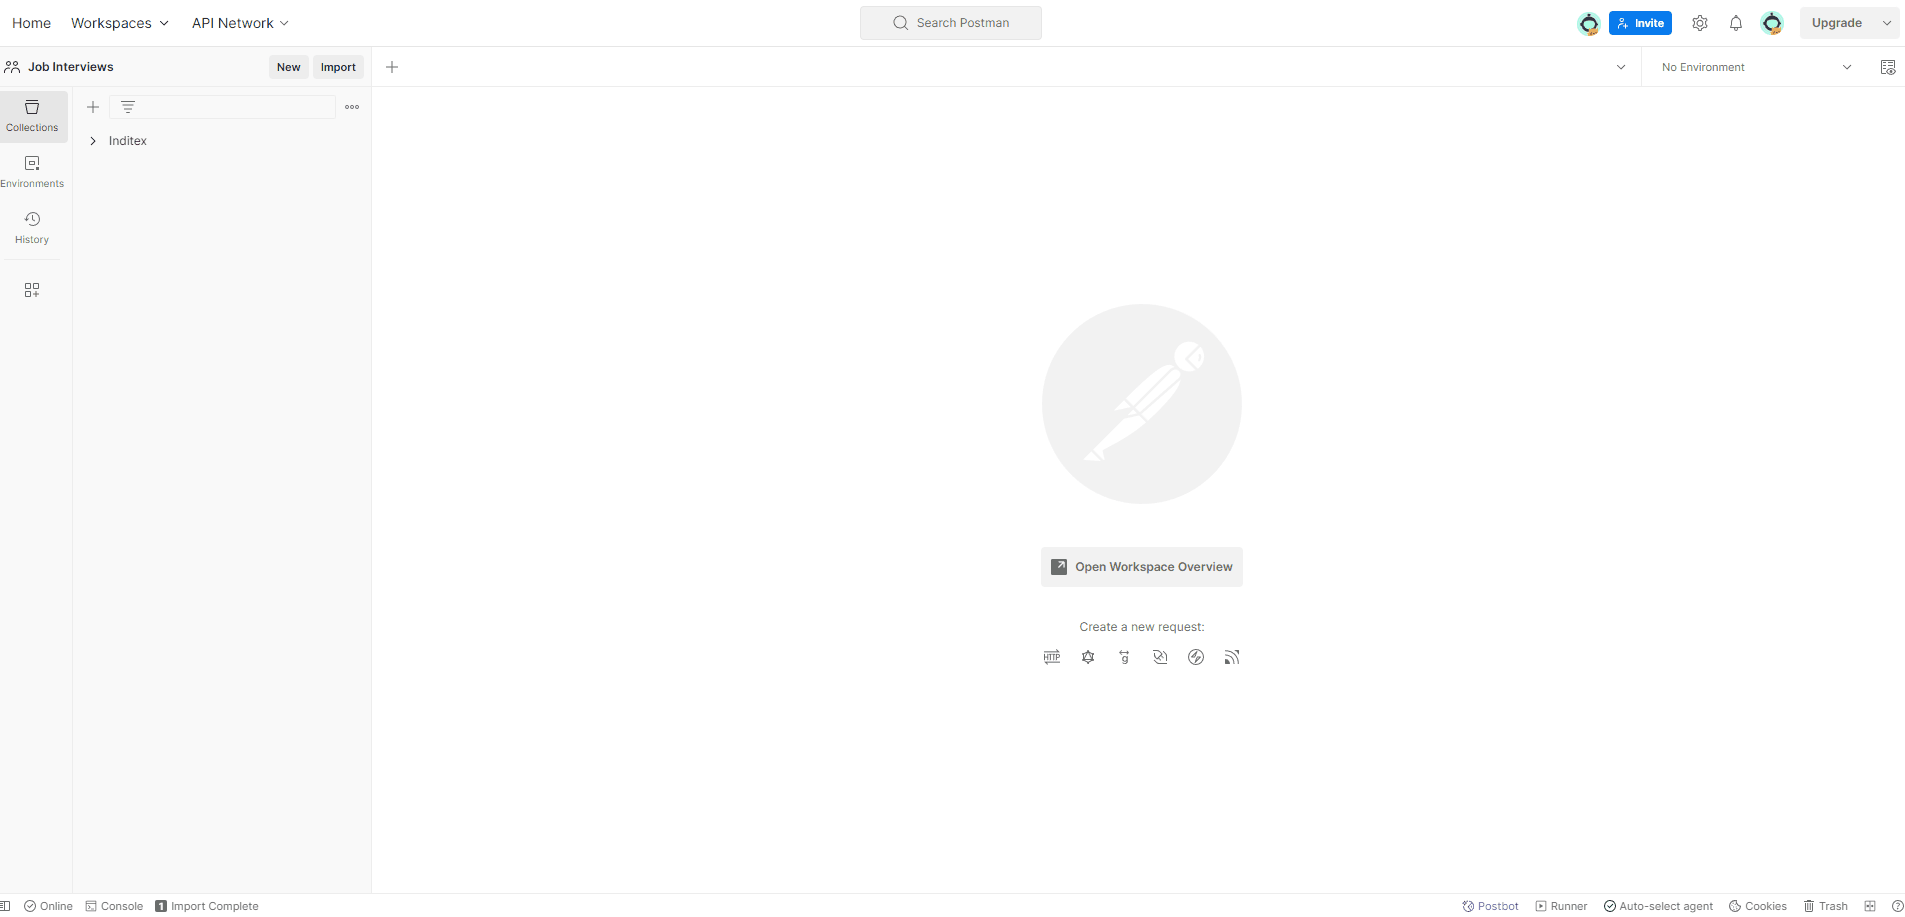 Home Workspaces API Network Search Postman Invite Upgrade
Job Interviews New Import No Environment
Collections
Inditex
Environments
History
Open Workspace Overview
Create a new request:
HTTP g
Online Console 1 Import Complete Postbot Runner Auto-select agent Cookies Trash